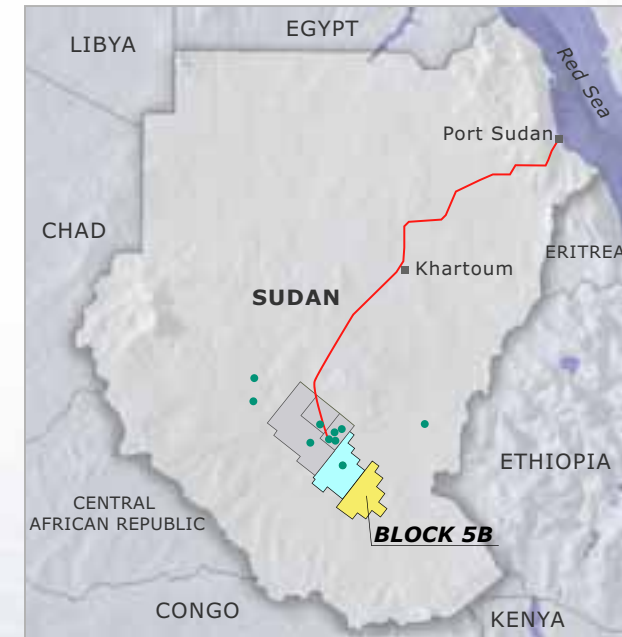 EGYPT
LIBYA
Red Sea
Port Sudan
CHAD
ERITREA
Khartoum
SUDAN
ETHIOPIA
CENTRAL
AFRICAN REPUBLIC
BLOCK 5B
CONGO
KENYA